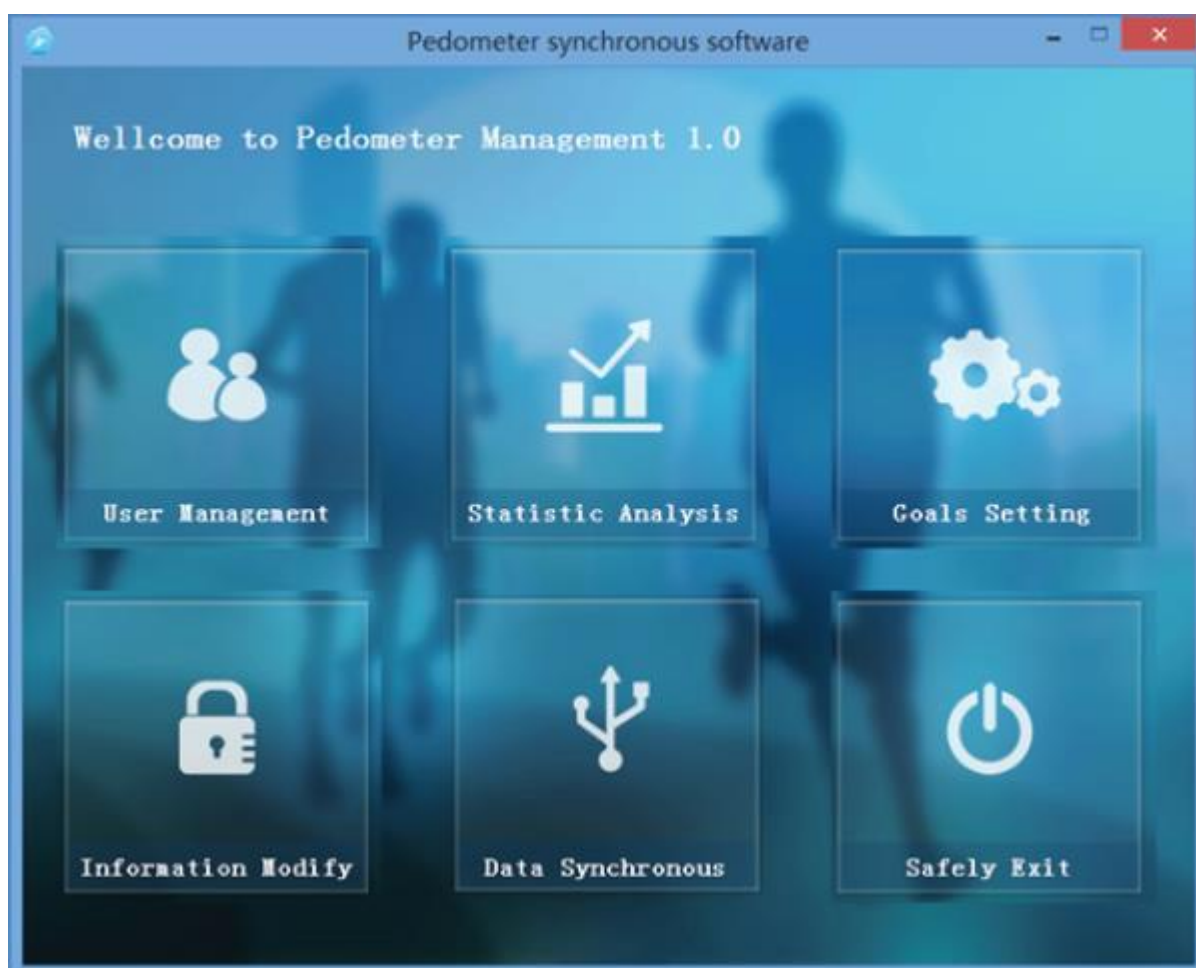 Pedometer synchronous software
Wellcome to Pedometer Management 1.0
User Management
Statistic Analysis
Goals Setting
Information Modify
Data Synchronous
Safely Exit